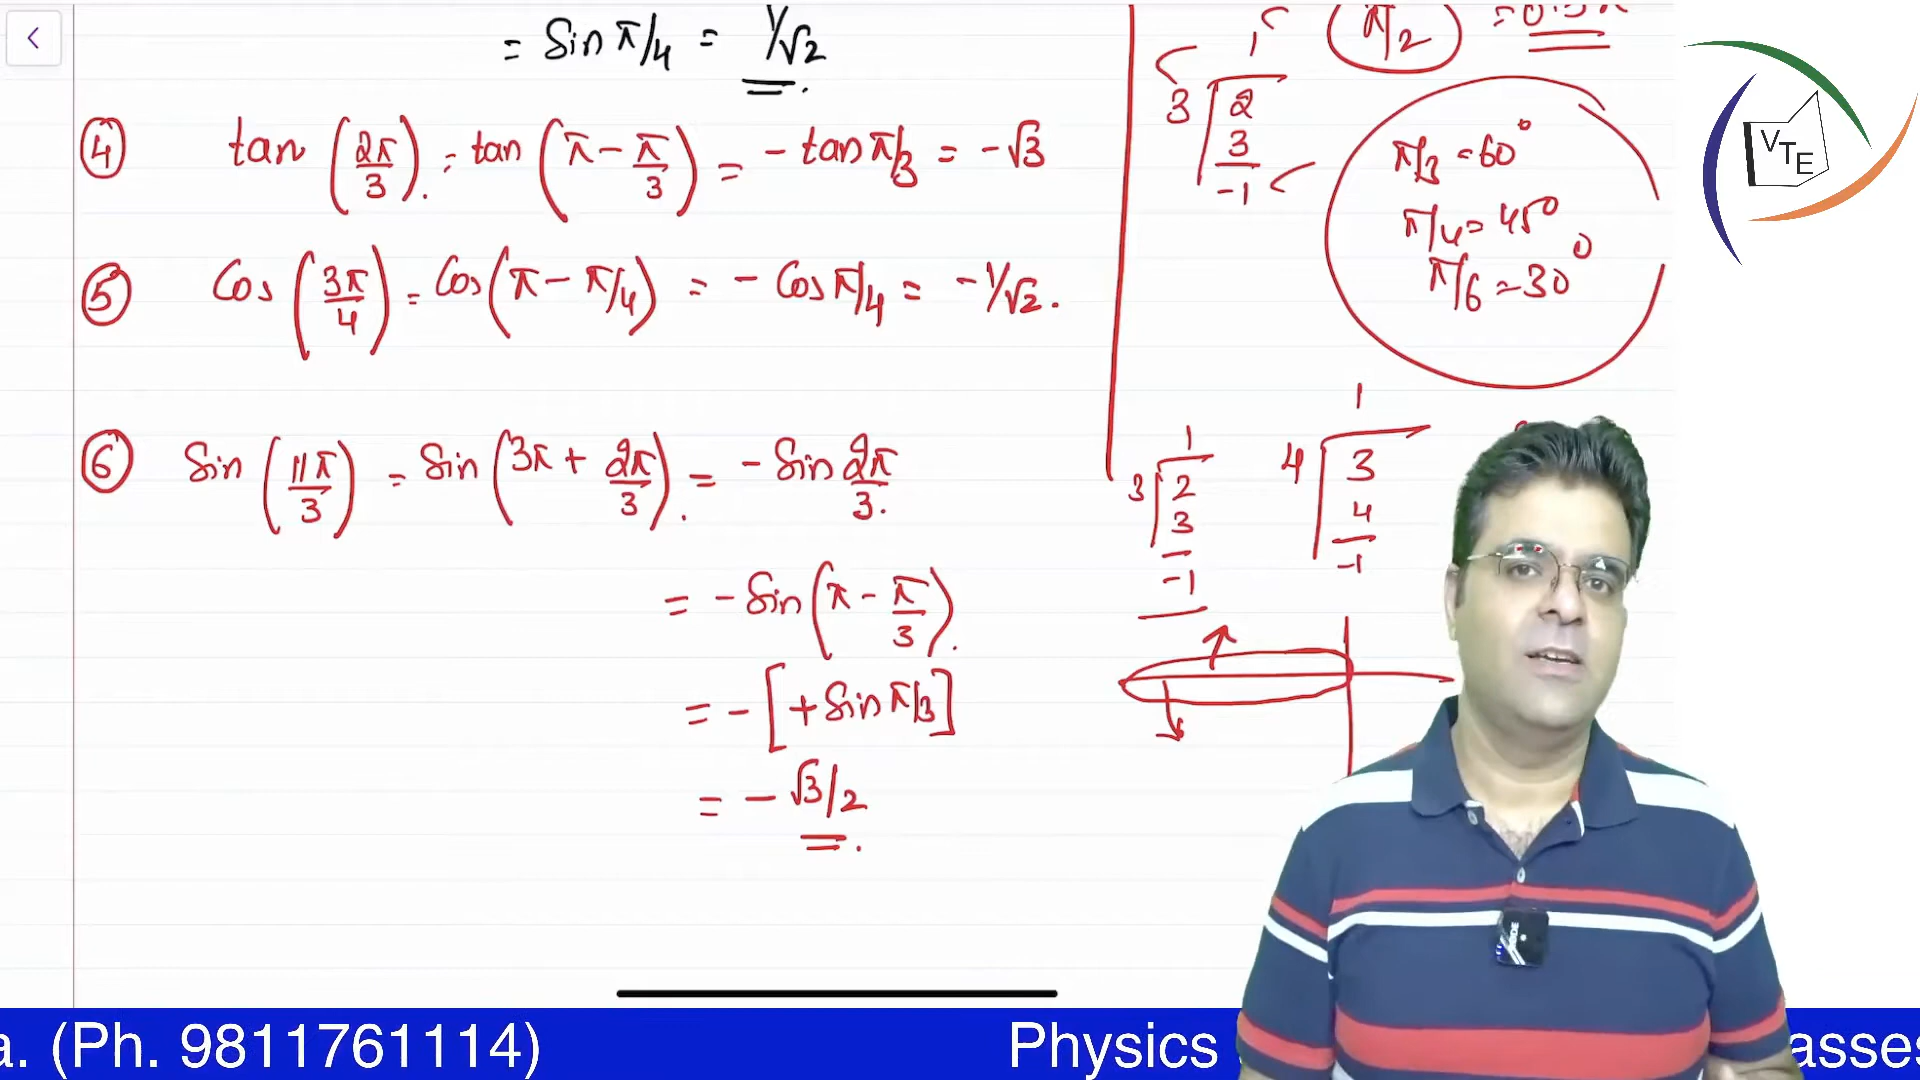 = Sin π/4 = 1/√2
④ tan (2π/3) = tan (π − π/3) = − tan π/3 = − √3
⑤ Cos (3π/4) = Cos (π − π/4) = − Cos π/4 = − 1/√2.
⑥ Sin (11π/3) = Sin (3π + 2π/3) = − Sin 2π/3.
= − Sin (π − π/3).
= − [+ Sin π/3]
= − √3/2
π/2
1
3 2
3
−1
π/3 = 60°
π/4 = 45°
π/6 = 30°
1
3 2
3
−1
1
4 3
4
−1
VTE
a. (Ph. 9811761114)
Physics
asses